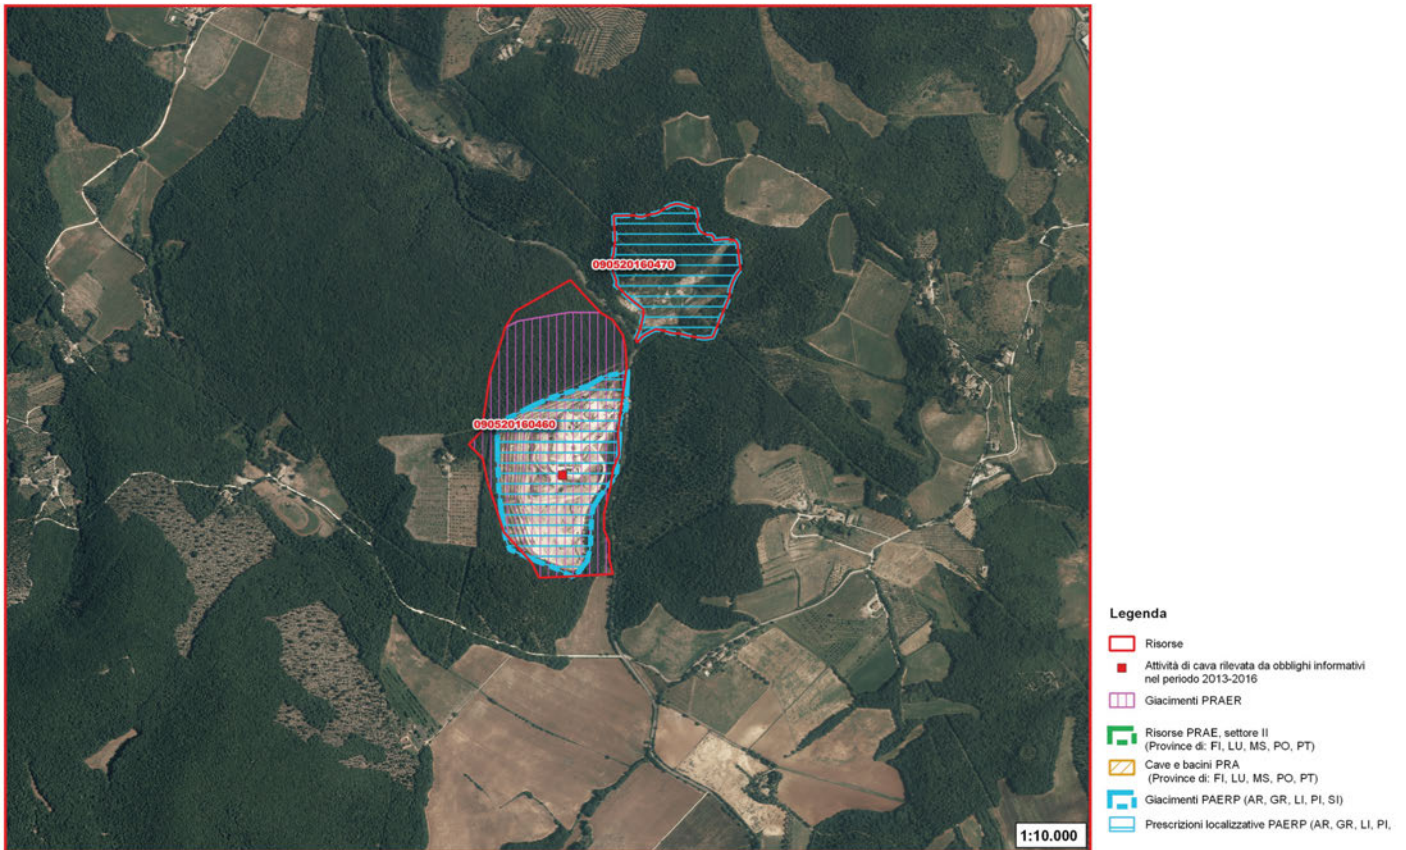 090520160470
090520160460
1:10.000
Legenda
Risorse
Attività di cava rilevata da obblighi informativi
nel periodo 2013-2016
Giacimenti PRAER
Risorse PRAE, settore II
(Province di: FI, LU, MS, PO, PT)
Cave e bacini PRA
(Province di: FI, LU, MS, PO, PT)
Giacimenti PAERP (AR, GR, LI, PI, SI)
Prescrizioni localizzative PAERP (AR, GR, LI, PI,